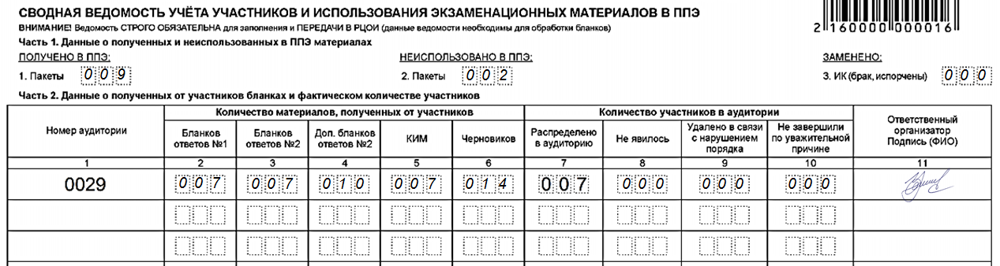 СВОДНАЯ ВЕДОМОСТЬ УЧЁТА УЧАСТНИКОВ И ИСПОЛЬЗОВАНИЯ ЭКЗАМЕНАЦИОННЫХ МАТЕРИАЛОВ В ППЭ
ВНИМАНИЕ! Ведомость СТРОГО ОБЯЗАТЕЛЬНА для заполнения и ПЕРЕДАЧИ В РЦОИ (данные ведомости необходимы для обработки бланков)
2 160000 000016
Часть 1. Данные о полученных и неиспользованных в ППЭ материалах
ПОЛУЧЕНО В ППЭ: НЕИСПОЛЬЗОВАНО В ППЭ: ЗАМЕНЕНО:
1. Пакеты 009 2. Пакеты 002 3. ИК (брак, испорчены) 000
Часть 2. Данные о полученных от участников бланках и фактическом количестве участников
Номер аудитории
Количество материалов, полученных от участников
Бланков ответов №1
Бланков ответов №2
Доп. бланков ответов №2
КИМ
Черновиков
Количество участников в аудитории
Распределено в аудиторию
Не явилось
Удалено в связи с нарушением порядка
Не завершили по уважительной причине
Ответственный организатор Подпись (ФИО)
1 2 3 4 5 6 7 8 9 10 11
0029 007 007 010 007 014 007 000 000 000